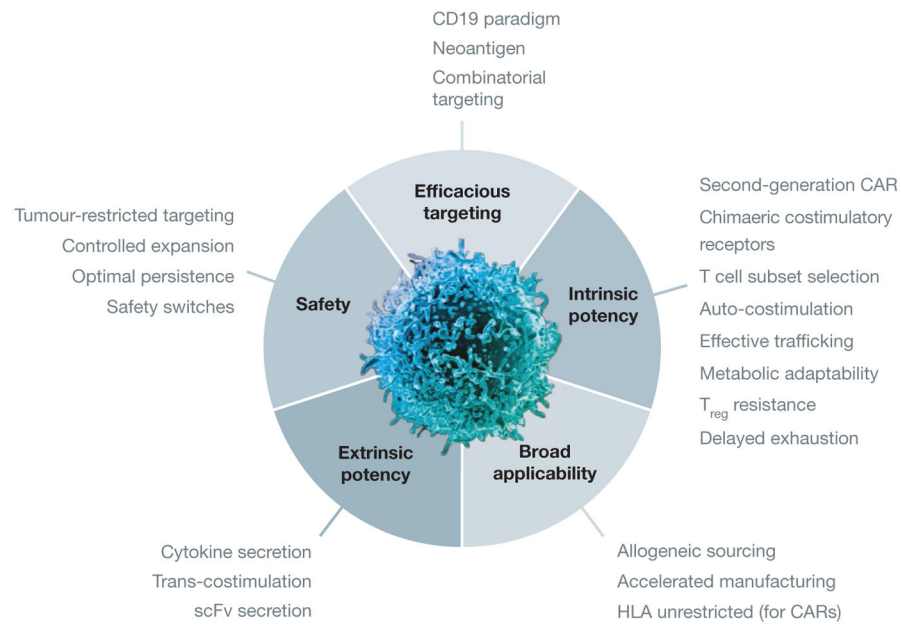 CD19 paradigm
Neoantigen
Combinatorial
targeting
Efficacious
targeting
Tumour-restricted targeting
Controlled expansion
Optimal persistence
Safety switches
Safety
Intrinsic
potency
Second-generation CAR
Chimaeric costimulatory
receptors
T cell subset selection
Auto-costimulation
Effective trafficking
Metabolic adaptability
Treg resistance
Delayed exhaustion
Extrinsic
potency
Broad
applicability
Cytokine secretion
Trans-costimulation
scFv secretion
Allogeneic sourcing
Accelerated manufacturing
HLA unrestricted (for CARs)